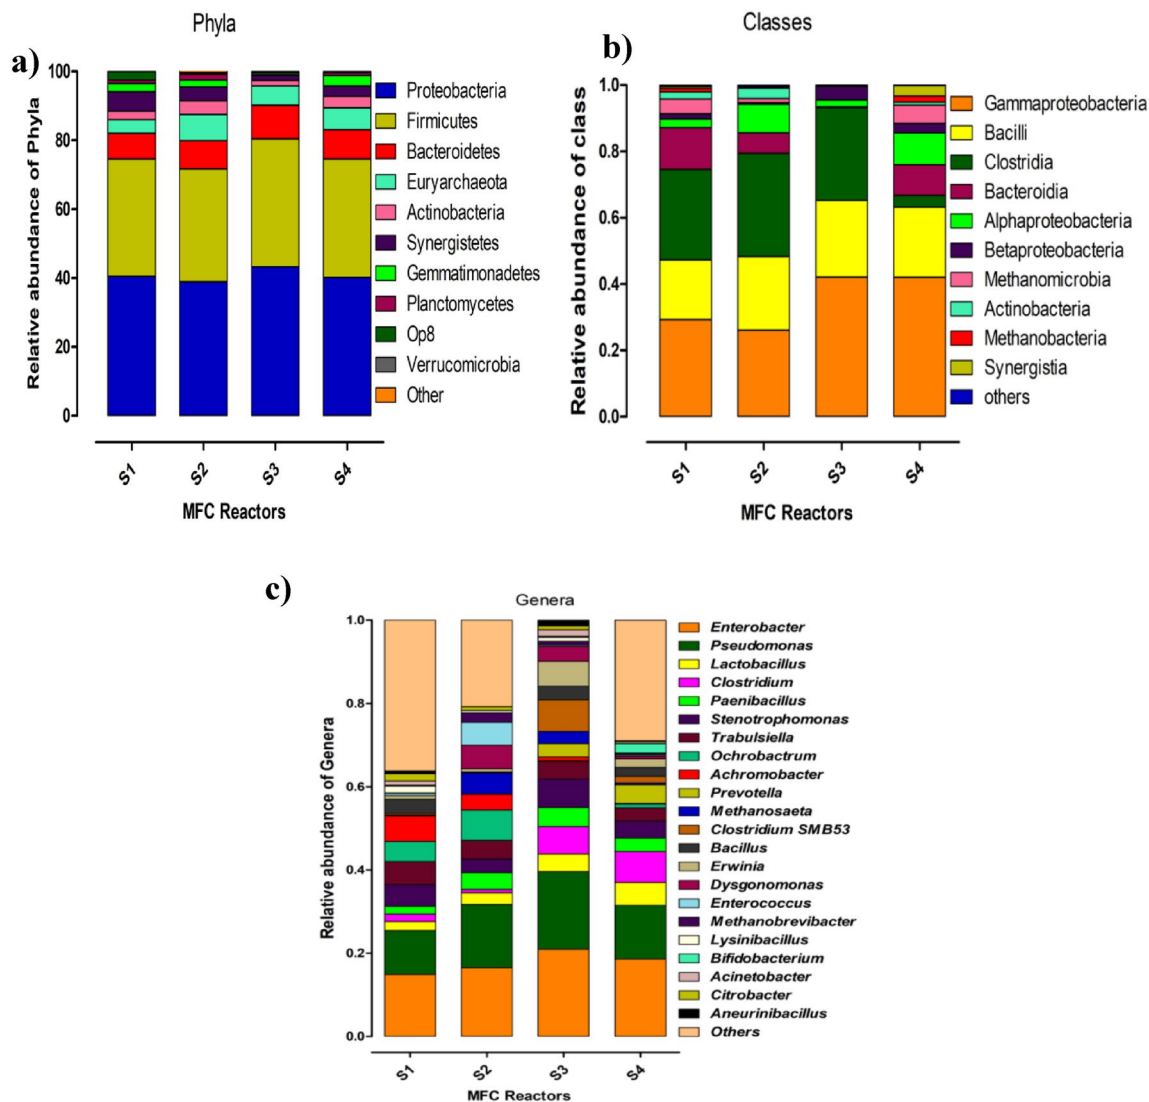 a)
Phyla
Relative abundance of Phyla
100
80
60
40
20
0
S1
S2
S3
S4
MFC Reactors
Proteobacteria
Firmicutes
Bacteroidetes
Euryarchaeota
Actinobacteria
Synergistetes
Gemmatimonadetes
Planctomycetes
Op8
Verrucomicrobia
Other
b)
Classes
Relative abundance of class
1.0
0.8
0.6
0.4
0.2
0.0
S1
S2
S3
S4
MFC Reactors
Gammaproteobacteria
Bacilli
Clostridia
Bacteroidia
Alphaproteobacteria
Betaproteobacteria
Methanomicrobia
Actinobacteria
Methanobacteria
Synergistia
others
c)
Genera
Relative abundance of Genera
1.0
0.8
0.6
0.4
0.2
0.0
S1
S2
S3
S4
MFC Reactors
Enterobacter
Pseudomonas
Lactobacillus
Clostridium
Paenibacillus
Stenotrophomonas
Trabulsiella
Ochrobactrum
Achromobacter
Prevotella
Methanosaeta
Clostridium SMB53
Bacillus
Erwinia
Dysgonomonas
Enterococcus
Methanobrevibacter
Lysinibacillus
Bifidobacterium
Acinetobacter
Citrobacter
Aneurinibacillus
Others